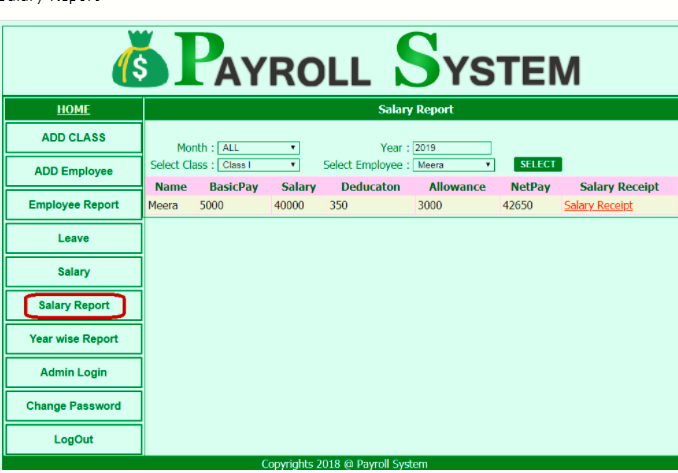 Salary Report
$ PAYROLL SYSTEM
HOME
Salary Report
ADD CLASS
ADD Employee
Employee Report
Leave
Salary
Salary Report
Year wise Report
Admin Login
Change Password
LogOut
Month : ALL Year : 2019
Select Class : Class I Select Employee : Meera SELECT
Name BasicPay Salary Deducaton Allowance NetPay Salary Receipt
Meera 5000 40000 350 3000 42650 Salary Receipt
Copyrights 2018 @ Payroll System